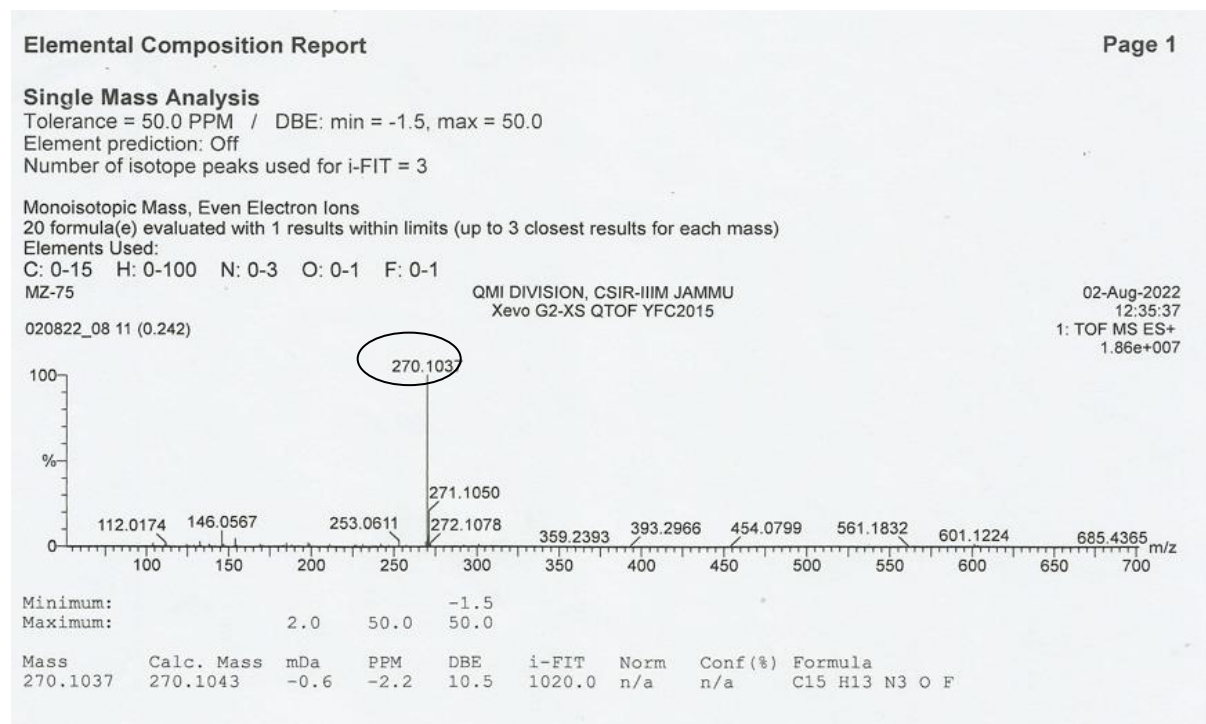 Elemental Composition Report Page 1
Single Mass Analysis
Tolerance = 50.0 PPM / DBE: min = -1.5, max = 50.0
Element prediction: Off
Number of isotope peaks used for i-FIT = 3
Monoisotopic Mass, Even Electron Ions
20 formula(e) evaluated with 1 results within limits (up to 3 closest results for each mass)
Elements Used:
C: 0-15 H: 0-100 N: 0-3 O: 0-1 F: 0-1
MZ-75 QMI DIVISION, CSIR-IIIM JAMMU 02-Aug-2022
Xevo G2-XS QTOF YFC2015 12:35:37
020822_08 11 (0.242) 1: TOF MS ES+
1.86e+007
270.1037
100
%
271.1050
112.0174 146.0567 253.0611 272.1078 359.2393 393.2966 454.0799 561.1832 601.1224 685.4365
0 m/z
100 150 200 250 300 350 400 450 500 550 600 650 700
Minimum: -1.5
Maximum: 2.0 50.0 50.0
Mass Calc. Mass mDa PPM DBE i-FIT Norm Conf(%) Formula
270.1037 270.1043 -0.6 -2.2 10.5 1020.0 n/a n/a C15 H13 N3 O F